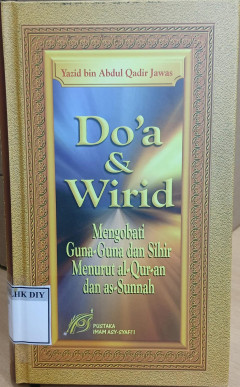 Yazid bin Abdul Qadir Jawas
Do'a
&
Wirid
Mengobati
Guna-Guna dan Sihir
Menurut al-Qur-an
dan as-Sunnah
LHK DIY
PUSTAKA
IMAM ASY-SYAFI'I